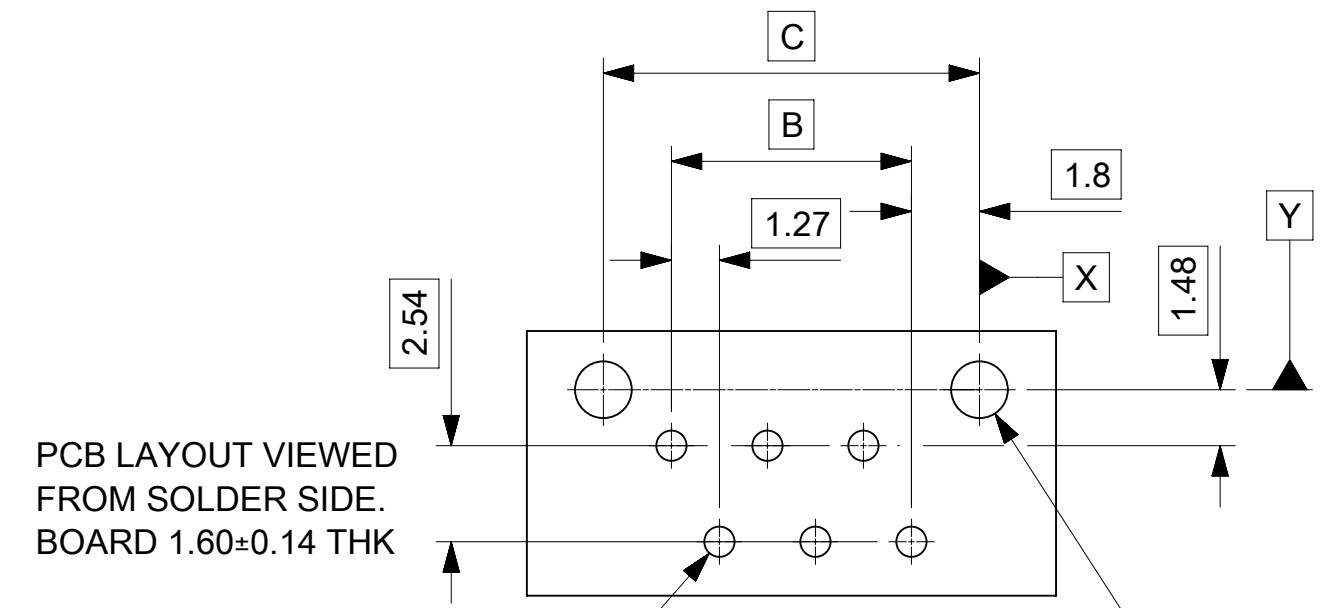 C
B
1.8
1.27
Y
X
1.48
2.54
PCB LAYOUT VIEWED
FROM SOLDER SIDE.
BOARD 1.60±0.14 THK